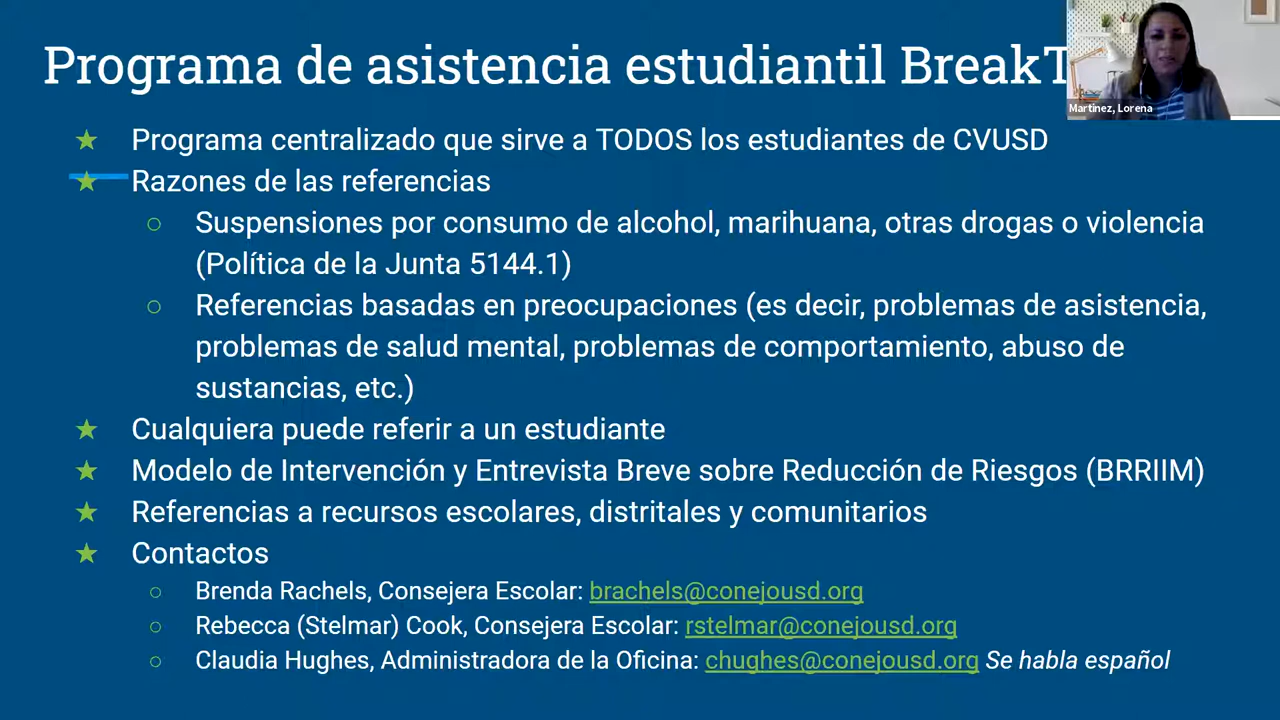 Programa de asistencia estudiantil BreakT
Martinez, Lorena
Programa centralizado que sirve a TODOS los estudiantes de CVUSD
Razones de las referencias
Suspensiones por consumo de alcohol, marihuana, otras drogas o violencia
(Política de la Junta 5144.1)
Referencias basadas en preocupaciones (es decir, problemas de asistencia,
problemas de salud mental, problemas de comportamiento, abuso de
sustancias, etc.)
Cualquiera puede referir a un estudiante
Modelo de Intervención y Entrevista Breve sobre Reducción de Riesgos (BRRIIM)
Referencias a recursos escolares, distritales y comunitarios
Contactos
Brenda Rachels, Consejera Escolar: brachels@conejousd.org
Rebecca (Stelmar) Cook, Consejera Escolar: rstelmar@conejousd.org
Claudia Hughes, Administradora de la Oficina: chughes@conejousd.org Se habla español